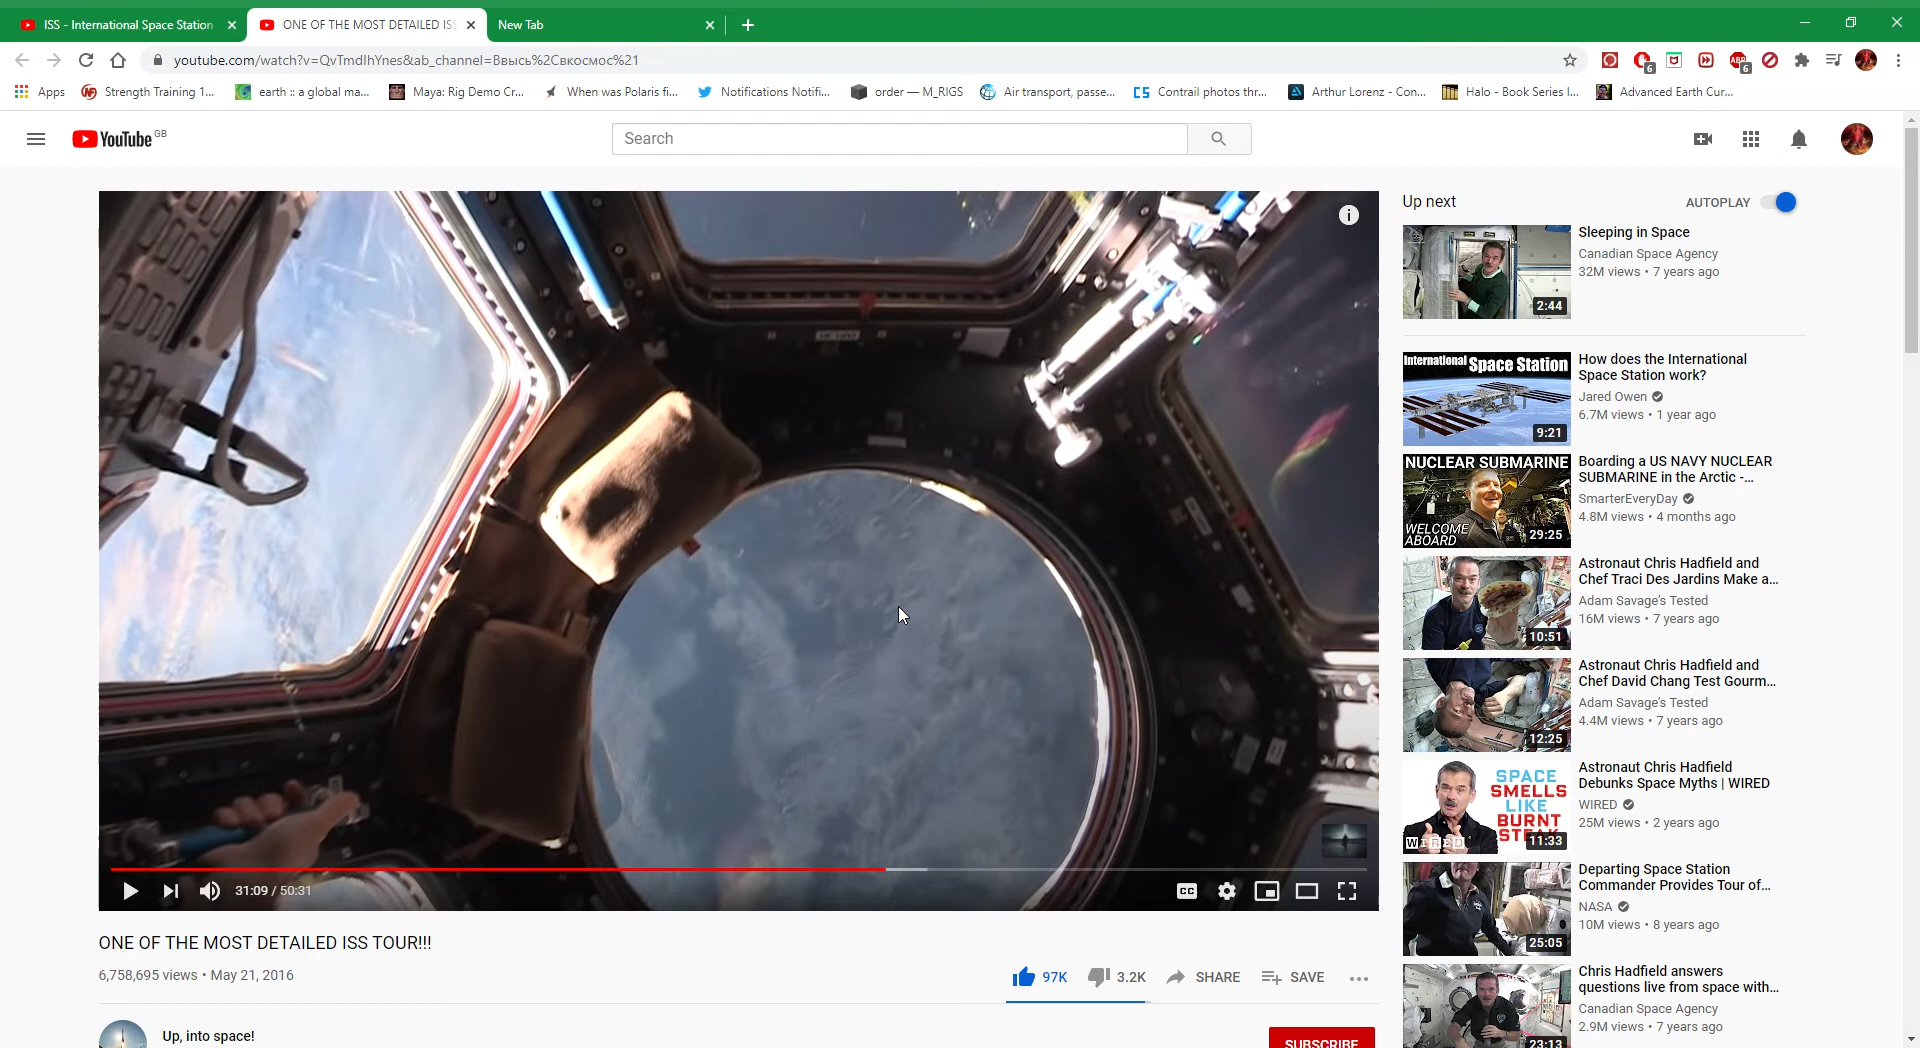 ISS - International Space Station
ONE OF THE MOST DETAILED ISS
New Tab
youtube.com/watch?v=QvTmdIhYnes&ab_channel=Ввысь%2Cвкосмос%21
6
6
Apps
Strength Training 1...
earth :: a global ma...
Maya: Rig Demo Cr...
When was Polaris fi...
Notifications Notifi...
order — M_RIGS
Air transport, passe...
Contrail photos thr...
Arthur Lorenz - Con...
Halo - Book Series I...
Advanced Earth Cur...
YouTube GB
Search
Up next
AUTOPLAY
2:44
Sleeping in Space
Canadian Space Agency
32M views • 7 years ago
International
Space Station
9:21
How does the International
Space Station work?
Jared Owen
6.7M views • 1 year ago
NUCLEAR SUBMARINE
WELCOME
ABOARD
29:25
Boarding a US NAVY NUCLEAR
SUBMARINE in the Arctic -...
SmarterEveryDay
4.8M views • 4 months ago
10:51
Astronaut Chris Hadfield and
Chef Traci Des Jardins Make a...
Adam Savage's Tested
16M views • 7 years ago
12:25
Astronaut Chris Hadfield and
Chef David Chang Test Gourm...
Adam Savage's Tested
4.4M views • 7 years ago
SPACE
SMELLS
LIKE
BURNT
STEAK
WIRED
11:33
Astronaut Chris Hadfield
Debunks Space Myths | WIRED
WIRED
25M views • 2 years ago
25:05
Departing Space Station
Commander Provides Tour of...
NASA
10M views • 8 years ago
23:13
Chris Hadfield answers
questions live from space with...
Canadian Space Agency
2.9M views • 7 years ago
31:09 / 50:31
CC
ONE OF THE MOST DETAILED ISS TOUR!!!
6,758,695 views • May 21, 2016
97K
3.2K
SHARE
SAVE
Up, into space!
SUBSCRIBE